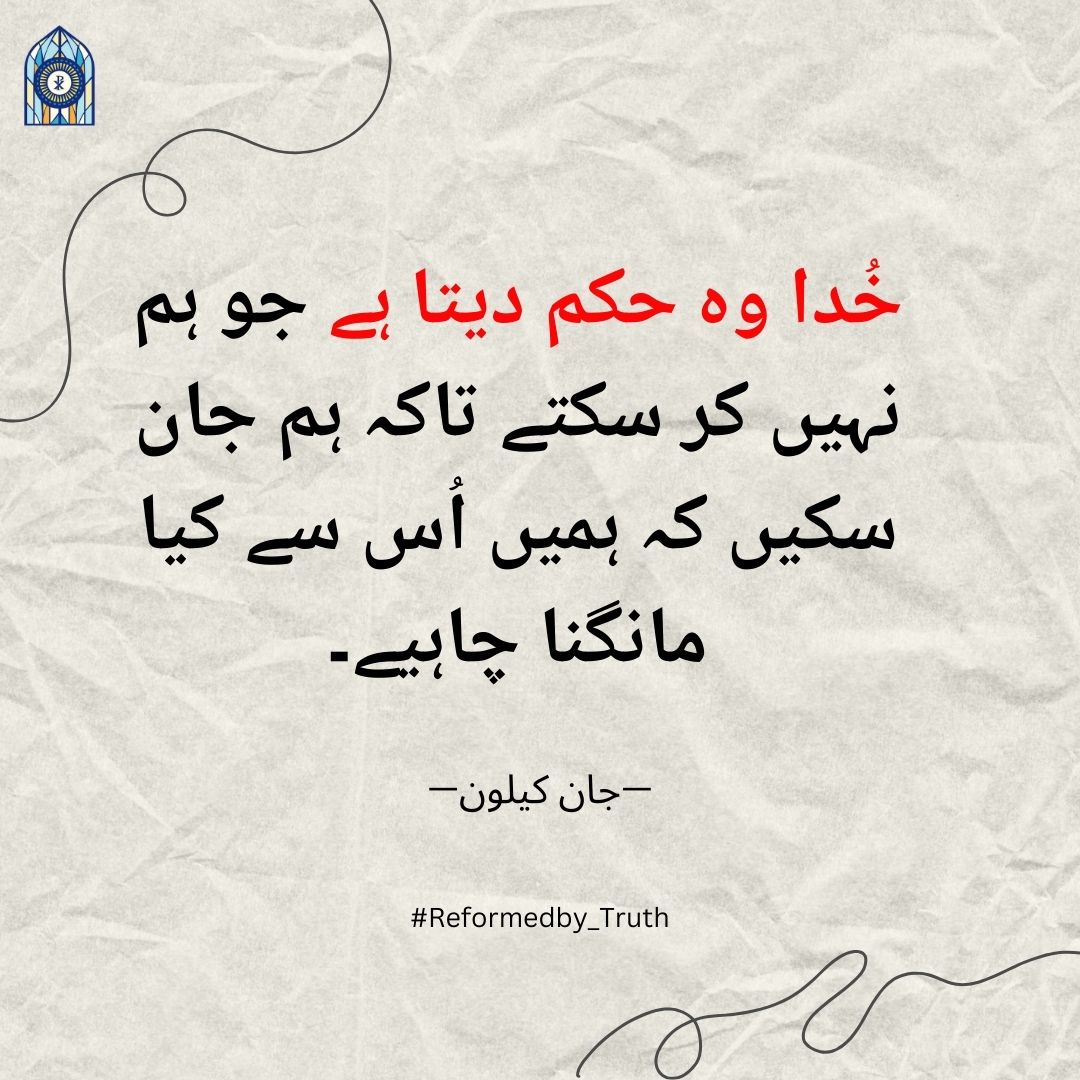 خُدا وہ حکم دیتا ہے جو ہم
نہیں کر سکتے تاکہ ہم جان
سکیں کہ ہمیں اُس سے کیا
مانگنا چاہیے۔
—جان کیلون—
#Reformedby_Truth